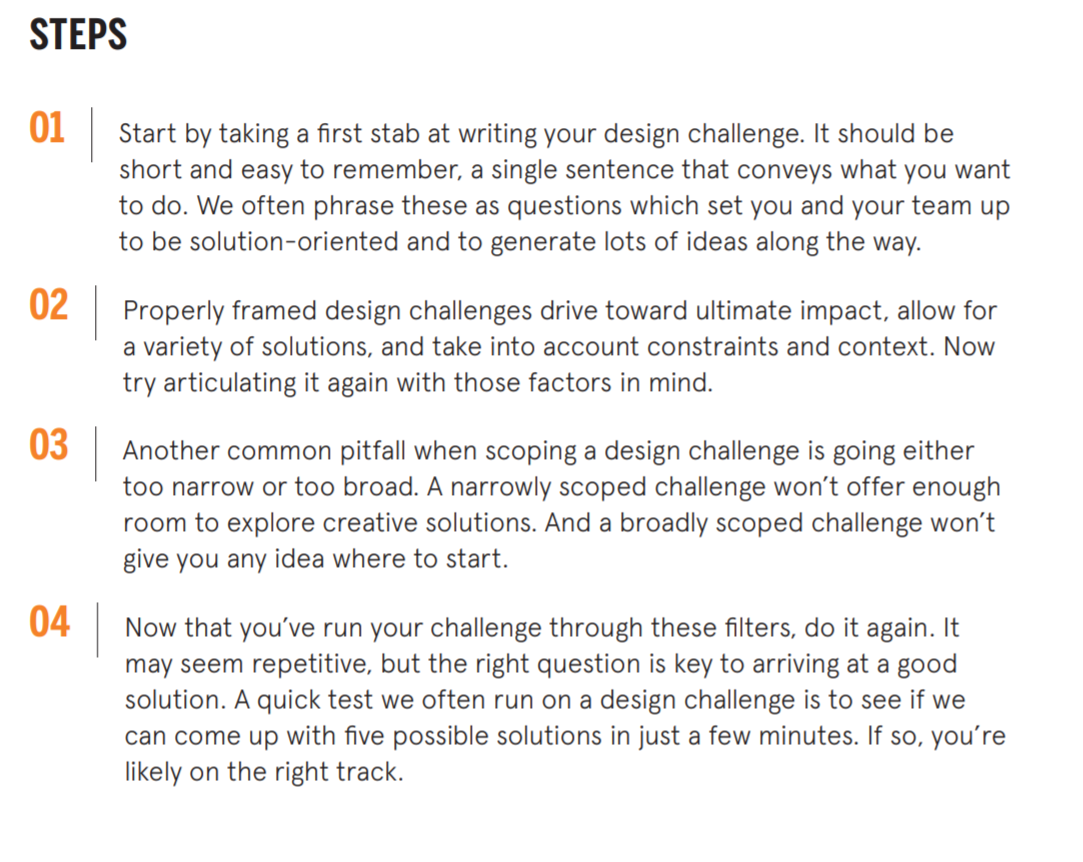 STEPS
01
Start by taking a first stab at writing your design challenge. It should be
short and easy to remember, a single sentence that conveys what you want
to do. We often phrase these as questions which set you and your team up
to be solution-oriented and to generate lots of ideas along the way.
02
Properly framed design challenges drive toward ultimate impact, allow for
a variety of solutions, and take into account constraints and context. Now
try articulating it again with those factors in mind.
03
Another common pitfall when scoping a design challenge is going either
too narrow or too broad. A narrowly scoped challenge won’t offer enough
room to explore creative solutions. And a broadly scoped challenge won’t
give you any idea where to start.
04
Now that you’ve run your challenge through these filters, do it again. It
may seem repetitive, but the right question is key to arriving at a good
solution. A quick test we often run on a design challenge is to see if we
can come up with five possible solutions in just a few minutes. If so, you’re
likely on the right track.